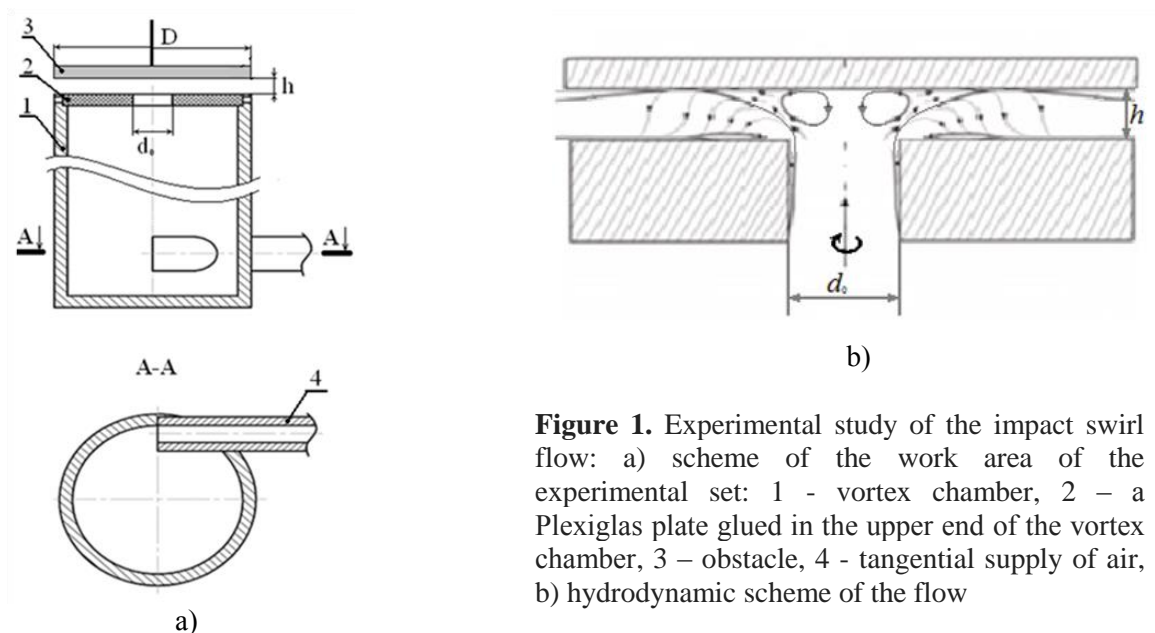 3
D
2
h
1
d₀
A
A
A-A
4
a)
h
d₀
b)
Figure 1. Experimental study of the impact swirl
flow: a) scheme of the work area of the
experimental set: 1 - vortex chamber, 2 – a
Plexiglas plate glued in the upper end of the vortex
chamber, 3 – obstacle, 4 - tangential supply of air,
b) hydrodynamic scheme of the flow